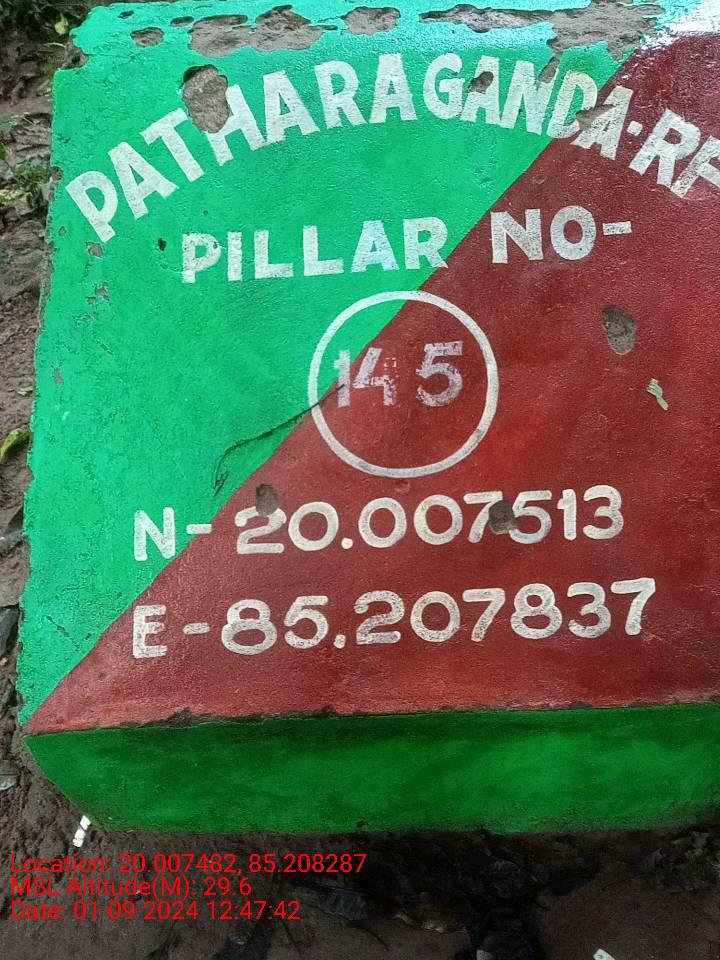 PATHARAGANDA·RF
PILLAR NO-
145
N-20.007513
E-85.207837
Location: 20.007482, 85.208287
MSL Altitude(M): 29.6
Date: 01-09-2024 12:47:42